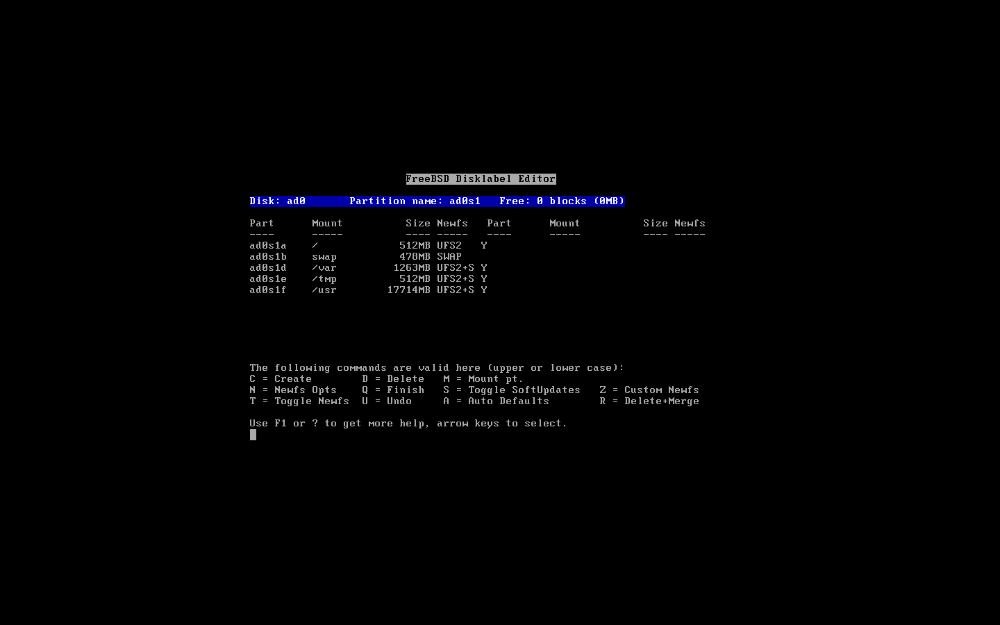 FreeBSD Disklabel Editor
Disk: ad0       Partition name: ad0s1   Free: 0 blocks (0MB)
Part      Mount          Size Newfs   Part      Mount          Size Newfs
----      -----          ---- -----   ----      -----          ---- -----
ad0s1a    /             512MB UFS2   Y
ad0s1b    swap          478MB SWAP
ad0s1d    /var         1263MB UFS2+S Y
ad0s1e    /tmp          512MB UFS2+S Y
ad0s1f    /usr        17714MB UFS2+S Y
The following commands are valid here (upper or lower case):
C = Create        D = Delete   M = Mount pt.
N = Newfs Opts    Q = Finish   S = Toggle SoftUpdates   Z = Custom Newfs
T = Toggle Newfs  U = Undo     A = Auto Defaults        R = Delete+Merge
Use F1 or ? to get more help, arrow keys to select.